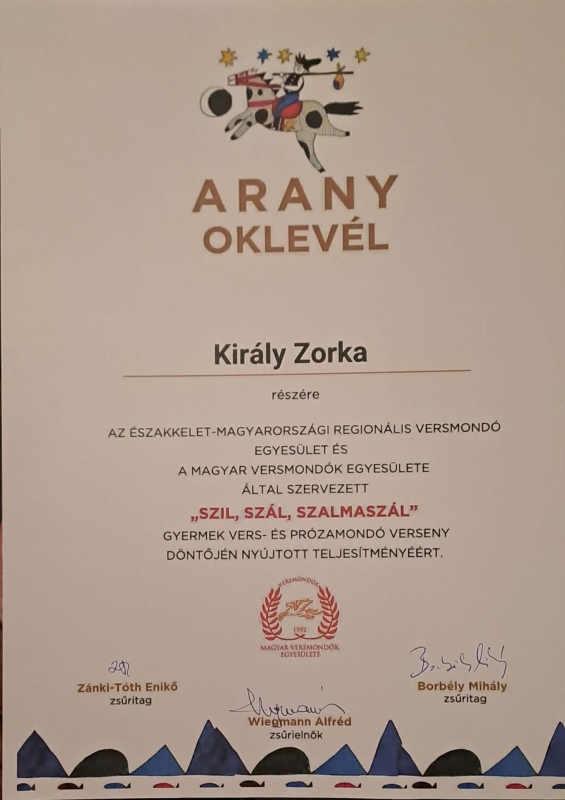 ARANY
OKLEVÉL
Király Zorka
részére
AZ ÉSZAKKELET-MAGYARORSZÁGI REGIONÁLIS VERSMONDÓ
EGYESÜLET ÉS
A MAGYAR VERSMONDÓK EGYESÜLETE
ÁLTAL SZERVEZETT
„SZIL, SZÁL, SZALMASZÁL”
GYERMEK VERS- ÉS PRÓZAMONDÓ VERSENY
DÖNTŐJÉN NYÚJTOTT TELJESÍTMÉNYÉÉRT.
VERSMONDÓK
1992
MAGYAR VERSMONDÓK
EGYESÜLETE
Zánki-Tóth Enikő
zsűritag
Borbély Mihály
zsűritag
Wiegmann Alfréd
zsűrielnök